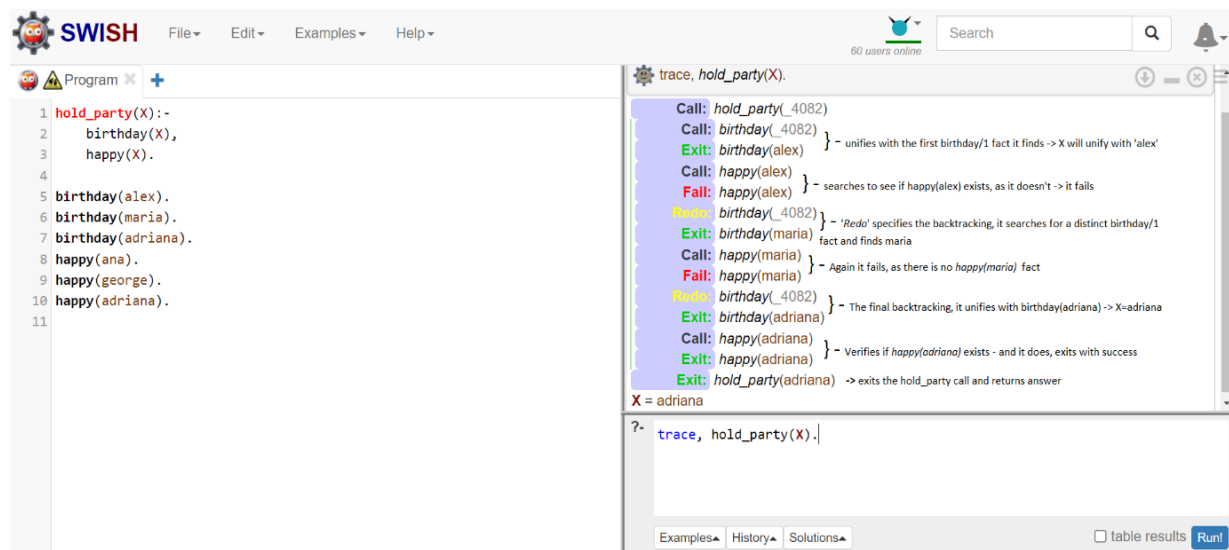 SWISH File Edit Examples Help 60 users online Search
Program
trace, hold_party(X).
1 hold_party(X):-
2 birthday(X),
3 happy(X).
4
5 birthday(alex).
6 birthday(maria).
7 birthday(adriana).
8 happy(ana).
9 happy(george).
10 happy(adriana).
11
Call: hold_party(_4082)
Call: birthday(_4082)
Exit: birthday(alex)
} - unifies with the first birthday/1 fact it finds -> X will unify with 'alex'
Call: happy(alex)
Fail: happy(alex)
} - searches to see if happy(alex) exists, as it doesn't -> it fails
Redo: birthday(_4082)
Exit: birthday(maria)
} - 'Redo' specifies the backtracking, it searches for a distinct birthday/1
fact and finds maria
Call: happy(maria)
Fail: happy(maria)
} - Again it fails, as there is no happy(maria) fact
Redo: birthday(_4082)
Exit: birthday(adriana)
} - The final backtracking, it unifies with birthday(adriana) -> X=adriana
Call: happy(adriana)
Exit: happy(adriana)
} - Verifies if happy(adriana) exists - and it does, exits with success
Exit: hold_party(adriana) -> exits the hold_party call and returns answer
X = adriana
?- trace, hold_party(X).
Examples History Solutions table results Run!